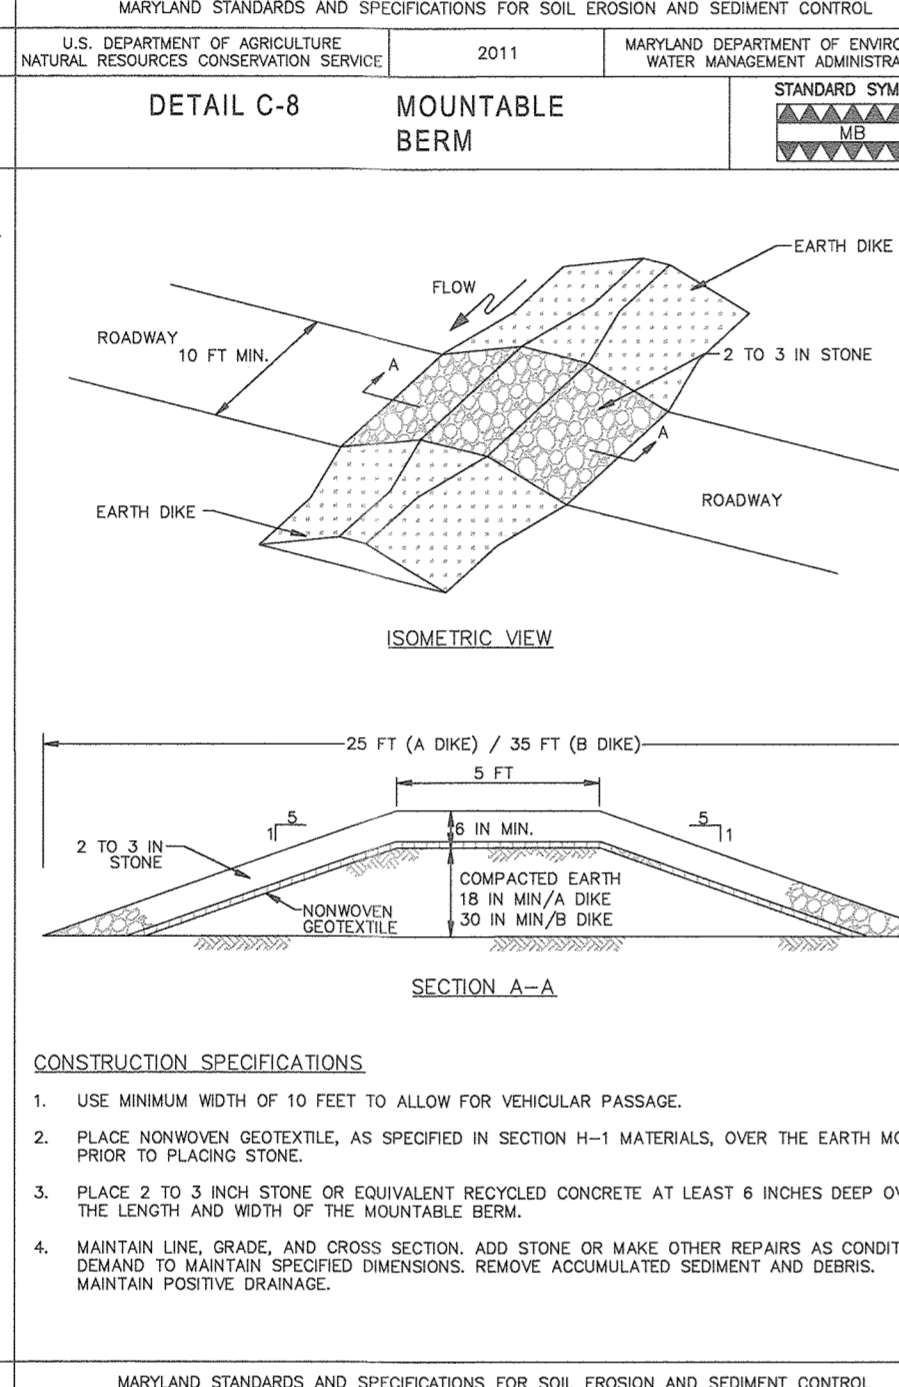 MARYLAND STANDARDS AND SPECIFICATIONS FOR SOIL EROSION AND SEDIMENT CONTROL
U.S. DEPARTMENT OF AGRICULTURE
NATURAL RESOURCES CONSERVATION SERVICE
2011
MARYLAND DEPARTMENT OF
WATER MANAGEMENT
DETAIL C-8
MOUNTABLE
BERM
STANDARD
MB
EARTH DIKE
FLOW
ROADWAY
10 FT MIN.
A
2 TO 3 IN STONE
A
ROADWAY
EARTH DIKE
ISOMETRIC VIEW
25 FT (A DIKE) / 35 FT (B DIKE)
5 FT
5
1
5
1
6 IN MIN.
2 TO 3 IN
STONE
COMPACTED EARTH
18 IN MIN/A DIKE
30 IN MIN/B DIKE
NONWOVEN
GEOTEXTILE
SECTION A-A
CONSTRUCTION SPECIFICATIONS
1. USE MINIMUM WIDTH OF 10 FEET TO ALLOW FOR VEHICULAR PASSAGE.
2. PLACE NONWOVEN GEOTEXTILE, AS SPECIFIED IN SECTION H-1 MATERIALS, OVER THE EARTH
PRIOR TO PLACING STONE.
3. PLACE 2 TO 3 INCH STONE OR EQUIVALENT RECYCLED CONCRETE AT LEAST 6 INCHES DEEP
THE LENGTH AND WIDTH OF THE MOUNTABLE BERM.
4. MAINTAIN LINE, GRADE, AND CROSS SECTION. ADD STONE OR MAKE OTHER REPAIRS AS
DEMAND TO MAINTAIN SPECIFIED DIMENSIONS. REMOVE ACCUMULATED SEDIMENT AND DEBRIS.
MAINTAIN POSITIVE DRAINAGE.
MARYLAND STANDARDS AND SPECIFICATIONS FOR SOIL EROSION AND SEDIMENT CONTROL